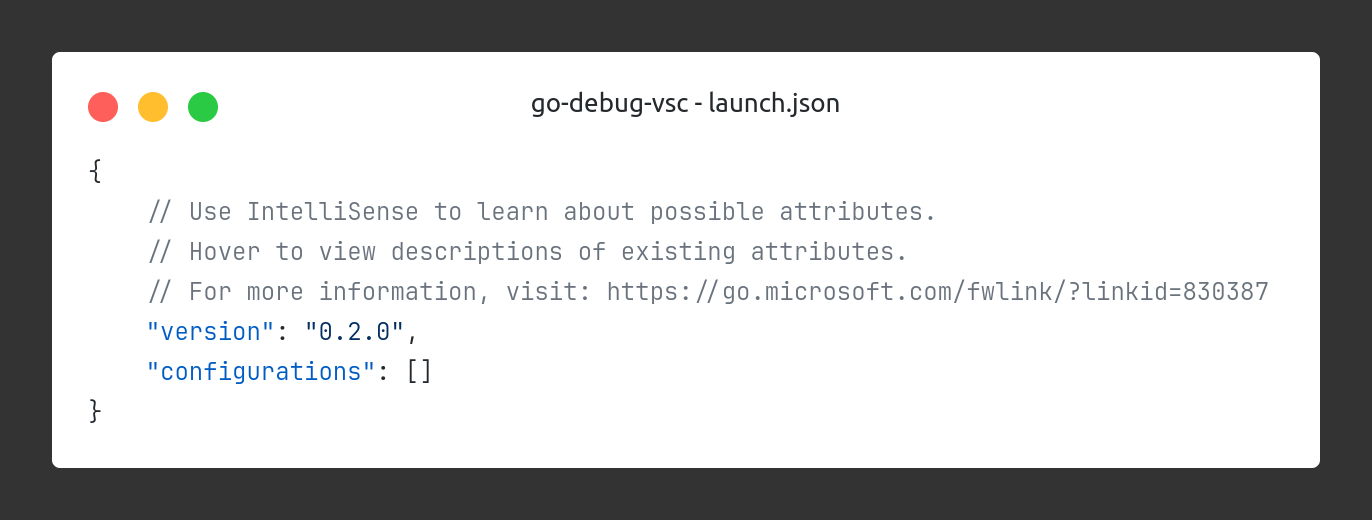 go-debug-vsc - launch.json
{
    // Use IntelliSense to learn about possible attributes.
    // Hover to view descriptions of existing attributes.
    // For more information, visit: https://go.microsoft.com/fwlink/?linkid=830387
    "version": "0.2.0",
    "configurations": []
}